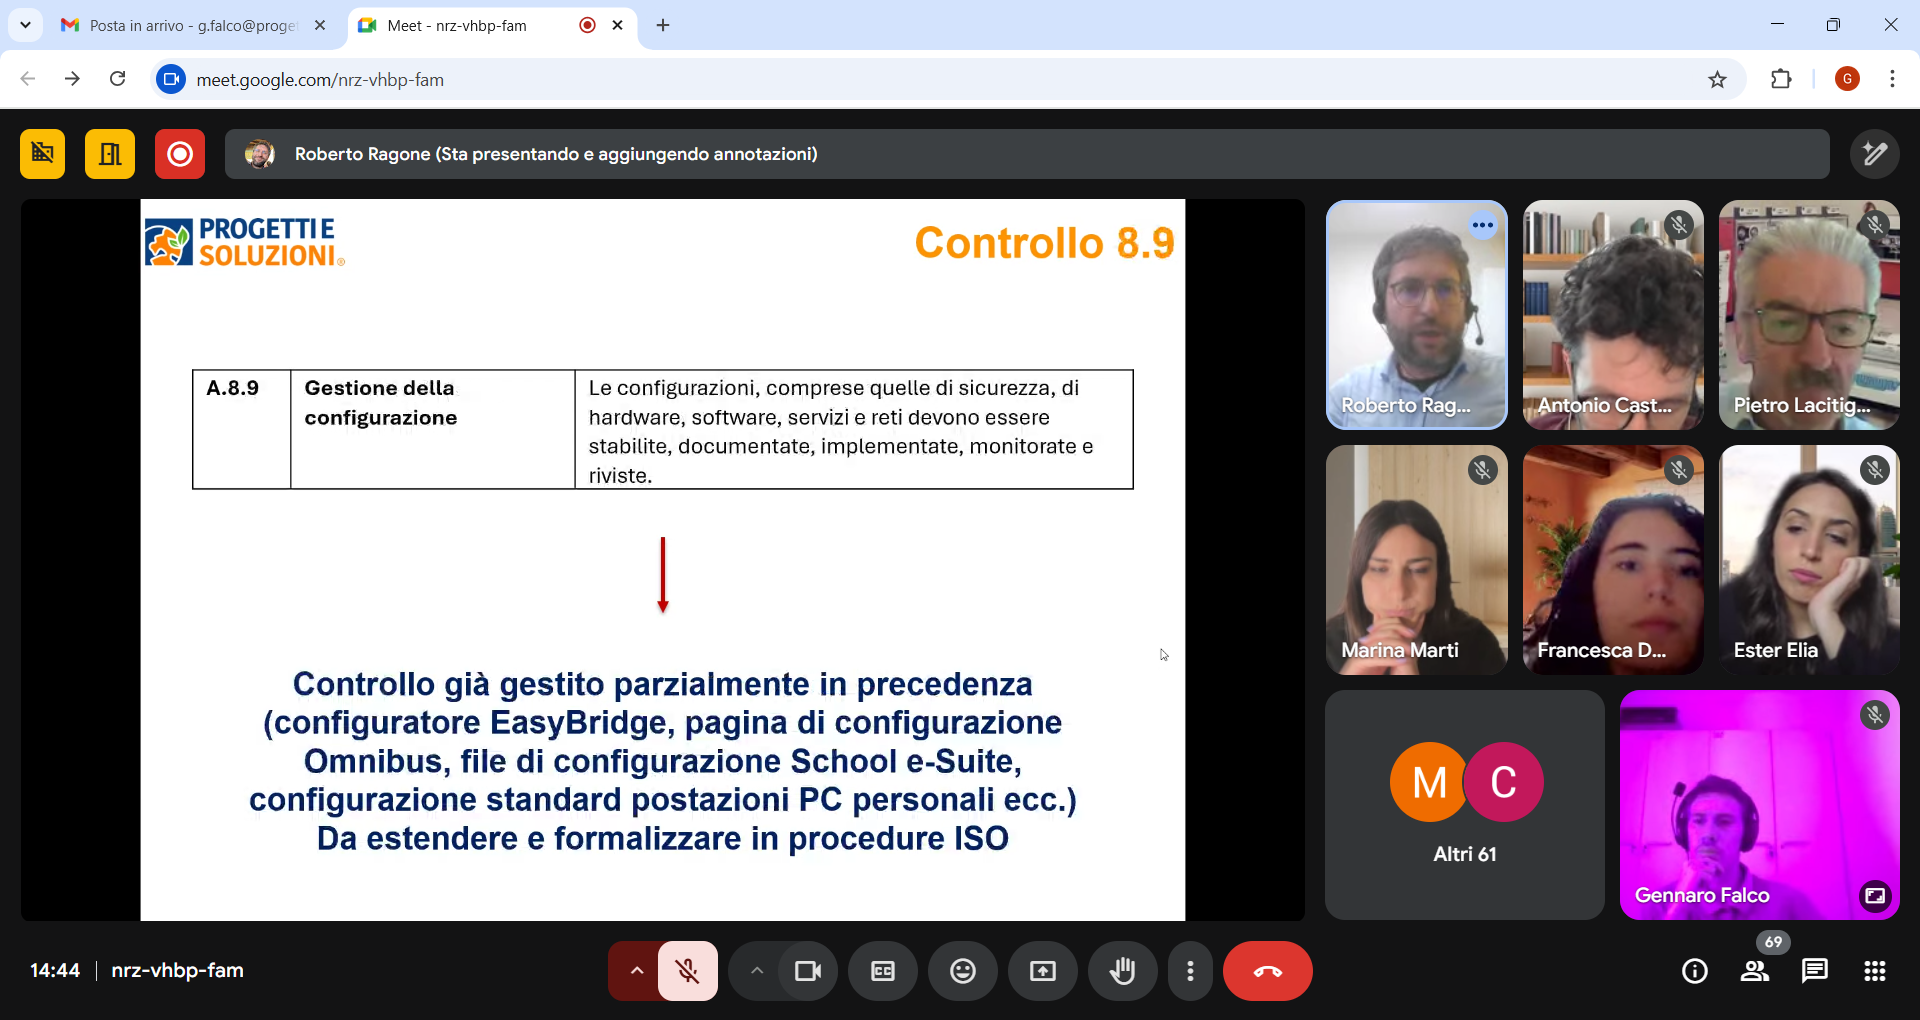 Posta in arrivo - g.falco@proge
Meet - nrz-vhbp-fam
meet.google.com/nrz-vhbp-fam
G
Roberto Ragone (Sta presentando e aggiungendo annotazioni)
PROGETTI E
SOLUZIONI®
Controllo 8.9
A.8.9
Gestione della
configurazione
Le configurazioni, comprese quelle di sicurezza, di
hardware, software, servizi e reti devono essere
stabilite, documentate, implementate, monitorate e
riviste.
Controllo già gestito parzialmente in precedenza
(configuratore EasyBridge, pagina di configurazione
Omnibus, file di configurazione School e-Suite,
configurazione standard postazioni PC personali ecc.)
Da estendere e formalizzare in procedure ISO
Roberto Rag...
Antonio Cast...
Pietro Lacitig...
Marina Marti
Francesca D...
Ester Elia
M
C
Altri 61
Gennaro Falco
14:44
nrz-vhbp-fam
CC
69